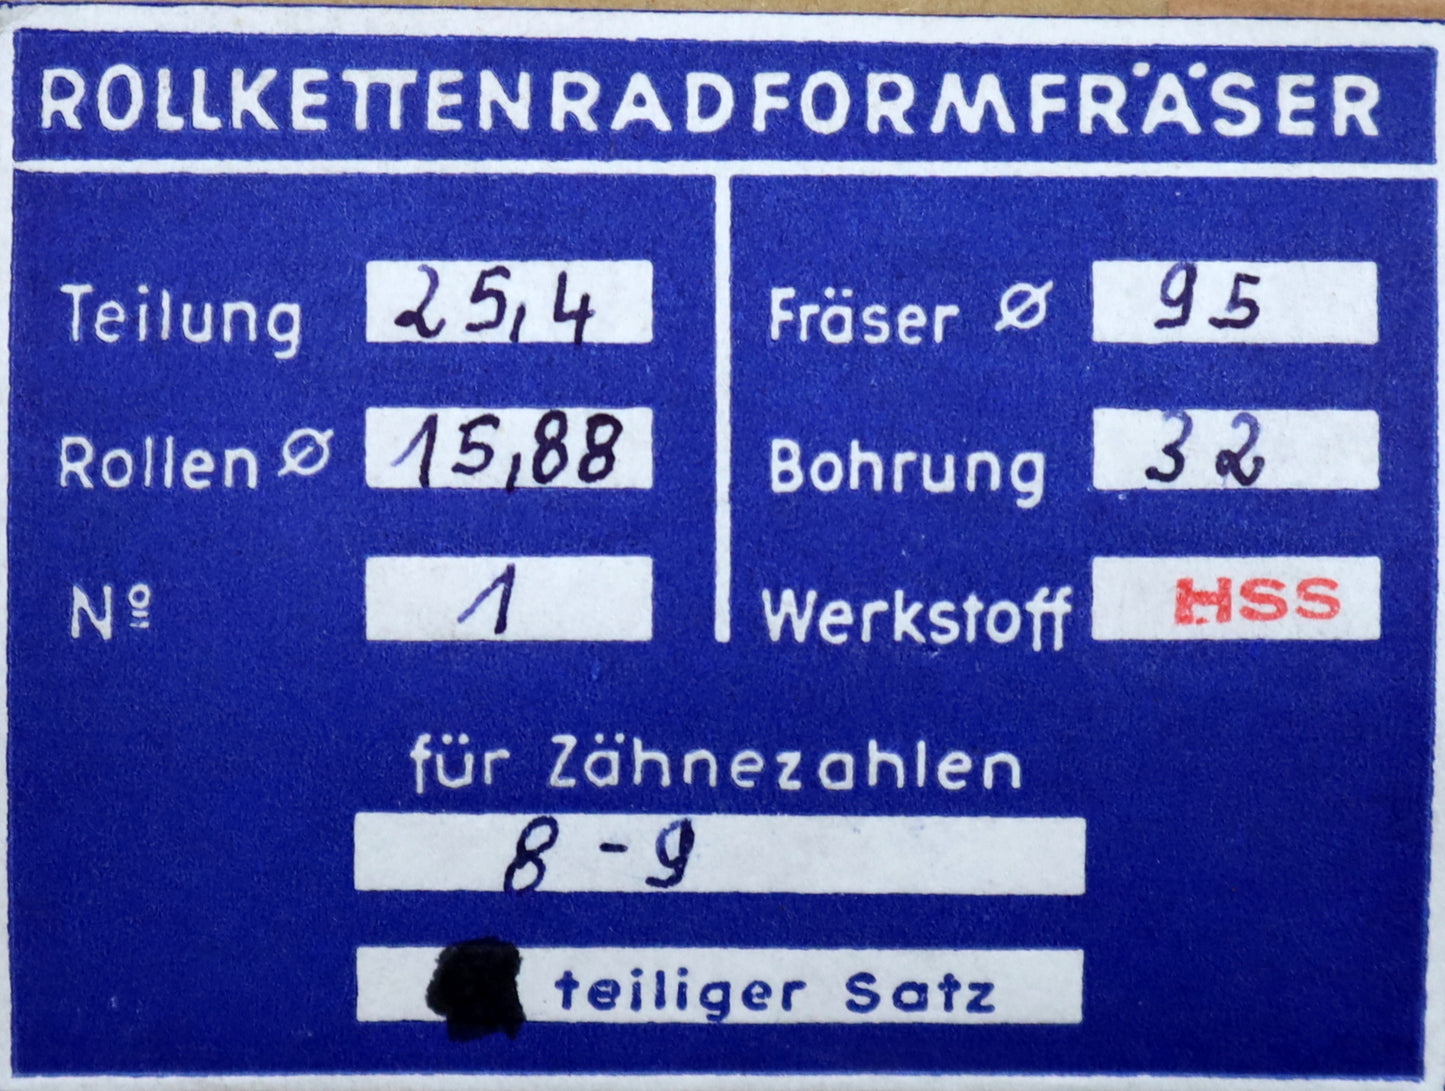 ROLLKETTENRADFORMFRÄSER
Teilung 25,4
Rollen ⌀ 15,88
Nº 1
Fräser ⌀ 95
Bohrung 32
Werkstoff HSS
für Zähnezahlen
8 - 9
teiliger Satz